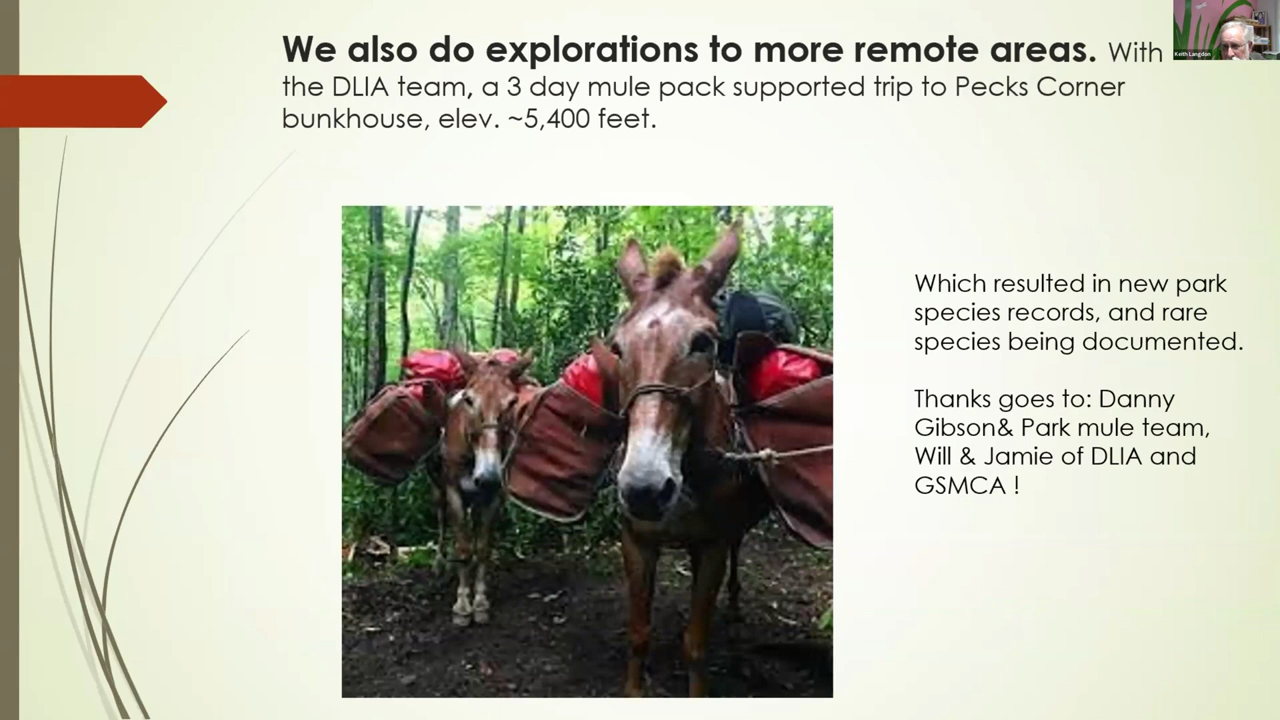 We also do explorations to more remote areas. With
the DLIA team, a 3 day mule pack supported trip to Pecks Corner
bunkhouse, elev. ~5,400 feet.
Keith Langdon
Which resulted in new park
species records, and rare
species being documented.
Thanks goes to: Danny
Gibson& Park mule team,
Will & Jamie of DLIA and
GSMCA !